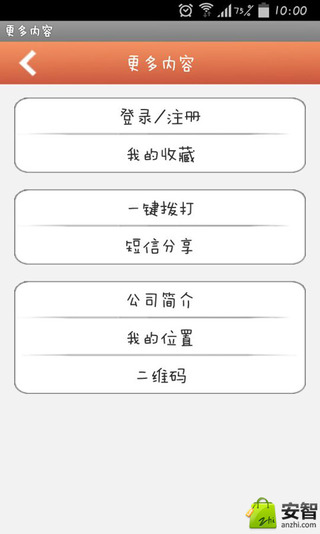 75% 10:00
更多内容
更多内容
登录/注册
我的收藏
一键拨打
短信分享
公司简介
我的位置
二维码
zhi
安智
anzhi.com